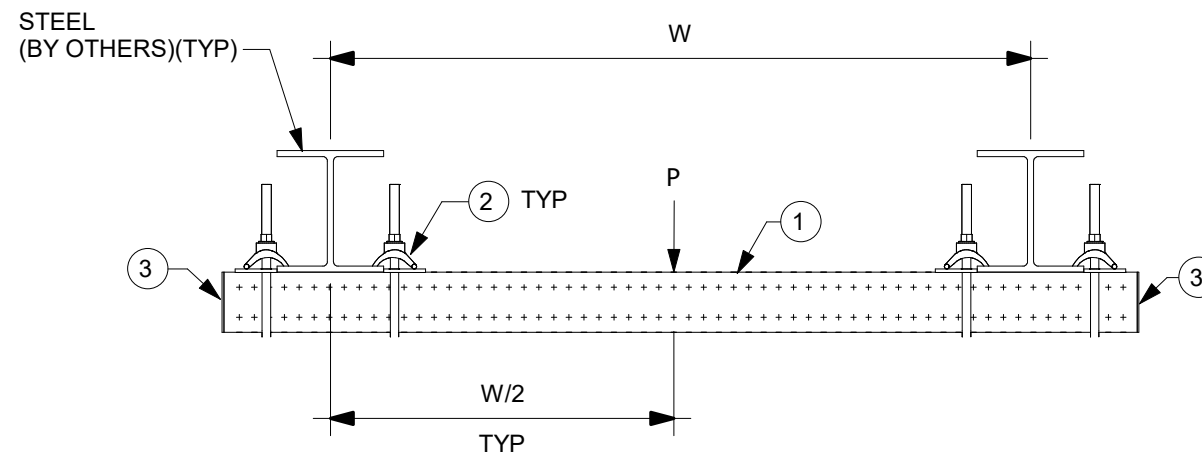 STEEL
(BY OTHERS)(TYP)
W
P
2 TYP
1
3
3
W/2
TYP